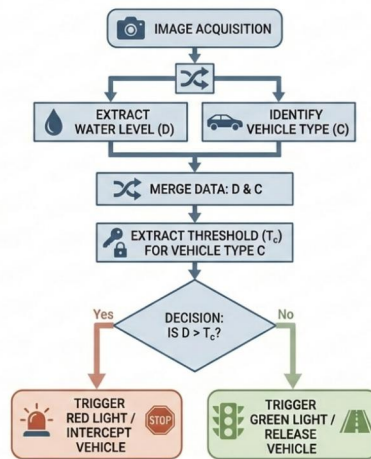 IMAGE ACQUISITION
EXTRACT
WATER LEVEL (D)
IDENTIFY
VEHICLE TYPE (C)
MERGE DATA: D & C
EXTRACT THRESHOLD (Tc)
FOR VEHICLE TYPE C
DECISION:
IS D > Tc?
Yes
No
TRIGGER
RED LIGHT /
INTERCEPT
VEHICLE
STOP
TRIGGER
GREEN LIGHT /
RELEASE
VEHICLE